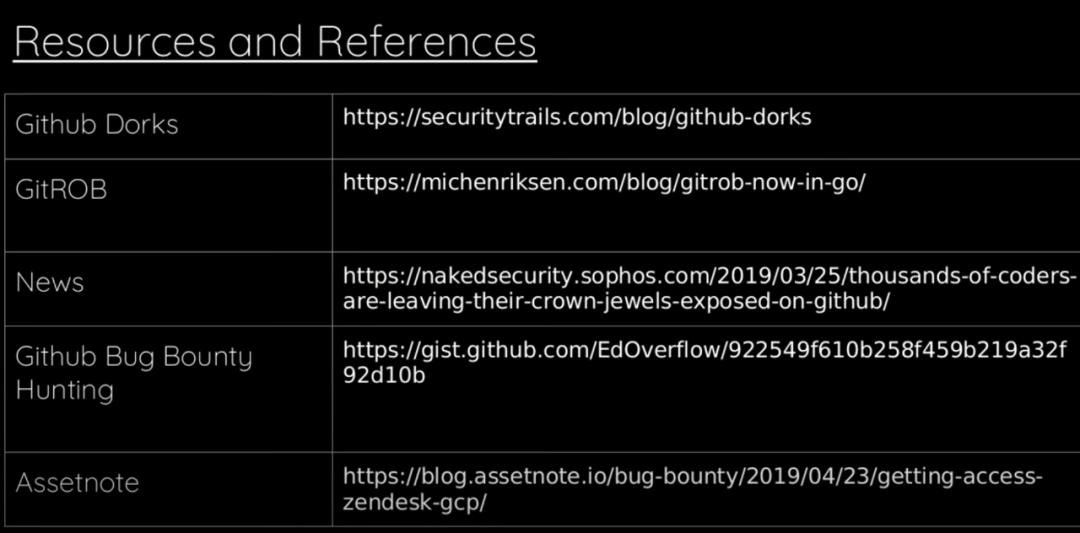 Resources and References
Github Dorks
https://securitytrails.com/blog/github-dorks
GitROB
https://michenriksen.com/blog/gitrob-now-in-go/
News
https://nakedsecurity.sophos.com/2019/03/25/thousands-of-coders-
are-leaving-their-crown-jewels-exposed-on-github/
Github Bug Bounty
Hunting
https://gist.github.com/EdOverflow/922549f610b258f459b219a32f
92d10b
Assetnote
https://blog.assetnote.io/bug-bounty/2019/04/23/getting-access-
zendesk-gcp/